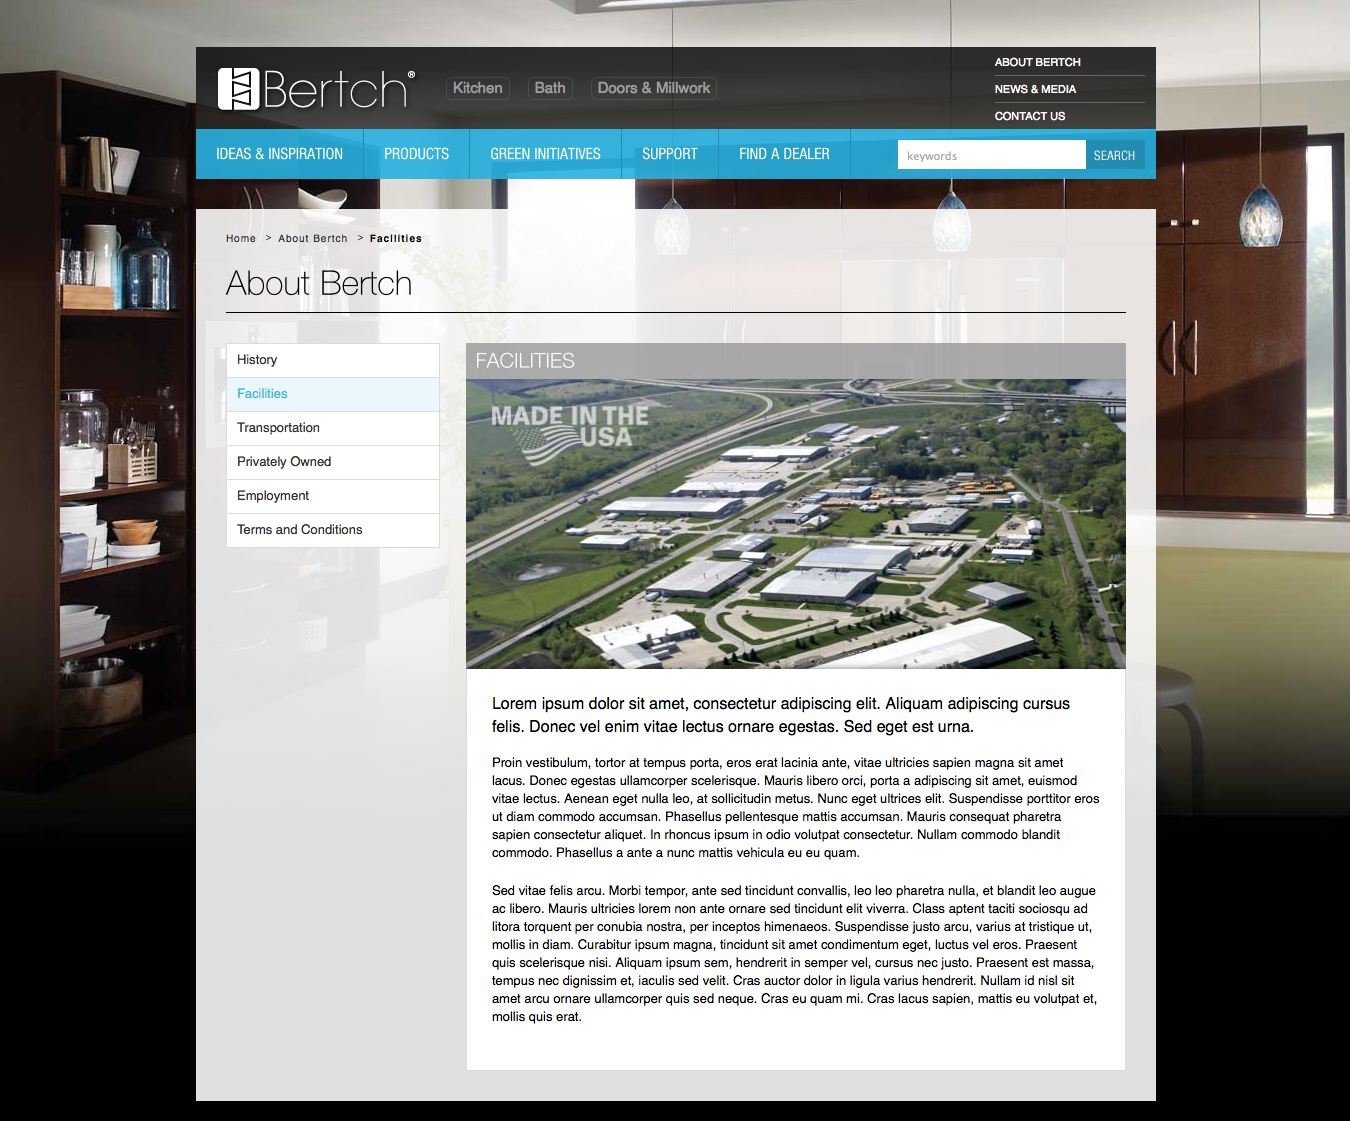 Bertch®
Kitchen
Bath
Doors & Millwork
ABOUT BERTCH
NEWS & MEDIA
CONTACT US
IDEAS & INSPIRATION
PRODUCTS
GREEN INITIATIVES
SUPPORT
FIND A DEALER
keywords
SEARCH
Home > About Bertch > Facilities
About Bertch
History
Facilities
Transportation
Privately Owned
Employment
Terms and Conditions
FACILITIES
MADE IN THE
USA
Lorem ipsum dolor sit amet, consectetur adipiscing elit. Aliquam adipiscing cursus
felis. Donec vel enim vitae lectus ornare egestas. Sed eget est urna.
Proin vestibulum, tortor at tempus porta, eros erat lacinia ante, vitae ultricies sapien magna sit amet
lacus. Donec egestas ullamcorper scelerisque. Mauris libero orci, porta a adipiscing sit amet, euismod
vitae lectus. Aenean eget nulla leo, at sollicitudin metus. Nunc eget ultrices elit. Suspendisse porttitor eros
ut diam commodo accumsan. Phasellus pellentesque mattis accumsan. Mauris consequat pharetra
sapien consectetur aliquet. In rhoncus ipsum in odio volutpat consectetur. Nullam commodo blandit
commodo. Phasellus a ante a nunc mattis vehicula eu eu quam.
Sed vitae felis arcu. Morbi tempor, ante sed tincidunt convallis, leo leo pharetra nulla, et blandit leo augue
ac libero. Mauris ultricies lorem non ante ornare sed tincidunt elit viverra. Class aptent taciti sociosqu ad
litora torquent per conubia nostra, per inceptos himenaeos. Suspendisse justo arcu, varius at tristique ut,
mollis in diam. Curabitur ipsum magna, tincidunt sit amet condimentum eget, luctus vel eros. Praesent
quis scelerisque nisi. Aliquam ipsum sem, hendrerit in semper vel, cursus nec justo. Praesent est massa,
tempus nec dignissim et, iaculis sed velit. Cras auctor dolor in ligula varius hendrerit. Nullam id nisl sit
amet arcu ornare ullamcorper quis sed neque. Cras eu quam mi. Cras lacus sapien, mattis eu volutpat et,
mollis quis erat.